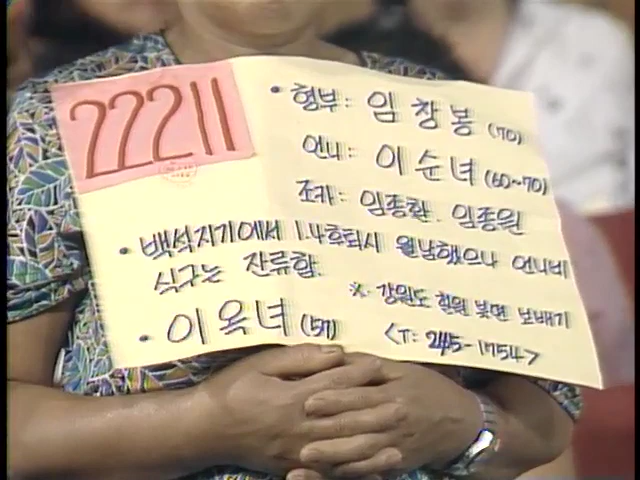 22211
• 형부: 임창봉 (70)
언니: 이순녀 (60~70)
조카: 임종환. 임종원
• 백석지기에서 1.4후퇴시 월남했으나 언니네
식구는 잔류함.
※ 강원도 철원 북면 보배기
• 이옥녀 (57)
<T: 245-1754>